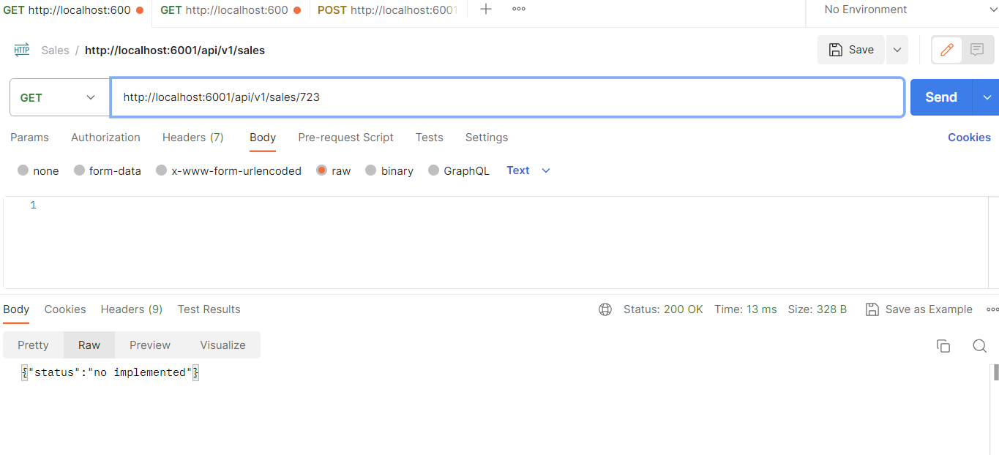 GET http://localhost:600 GET http://localhost:600 POST http://localhost:6001 No Environment
HTTP Sales / http://localhost:6001/api/v1/sales Save
GET http://localhost:6001/api/v1/sales/723 Send
Params Authorization Headers (7) Body Pre-request Script Tests Settings Cookies
none form-data x-www-form-urlencoded raw binary GraphQL Text
1
Body Cookies Headers (9) Test Results Status: 200 OK Time: 13 ms Size: 328 B Save as Example
Pretty Raw Preview Visualize
{"status":"no implemented"}